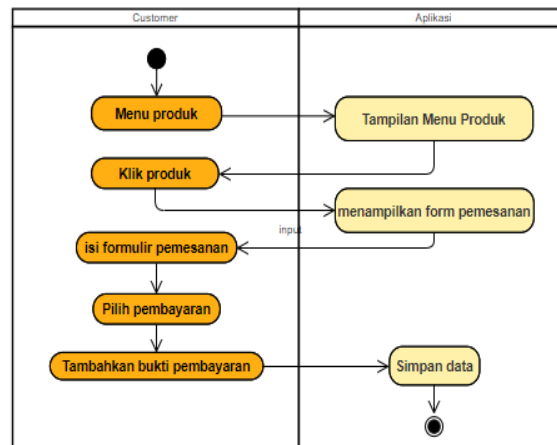 Customer
Aplikasi
Menu produk
Tampilan Menu Produk
Klik produk
menampilkan form pemesanan
input
isi formulir pemesanan
Pilih pembayaran
Tambahkan bukti pembayaran
Simpan data